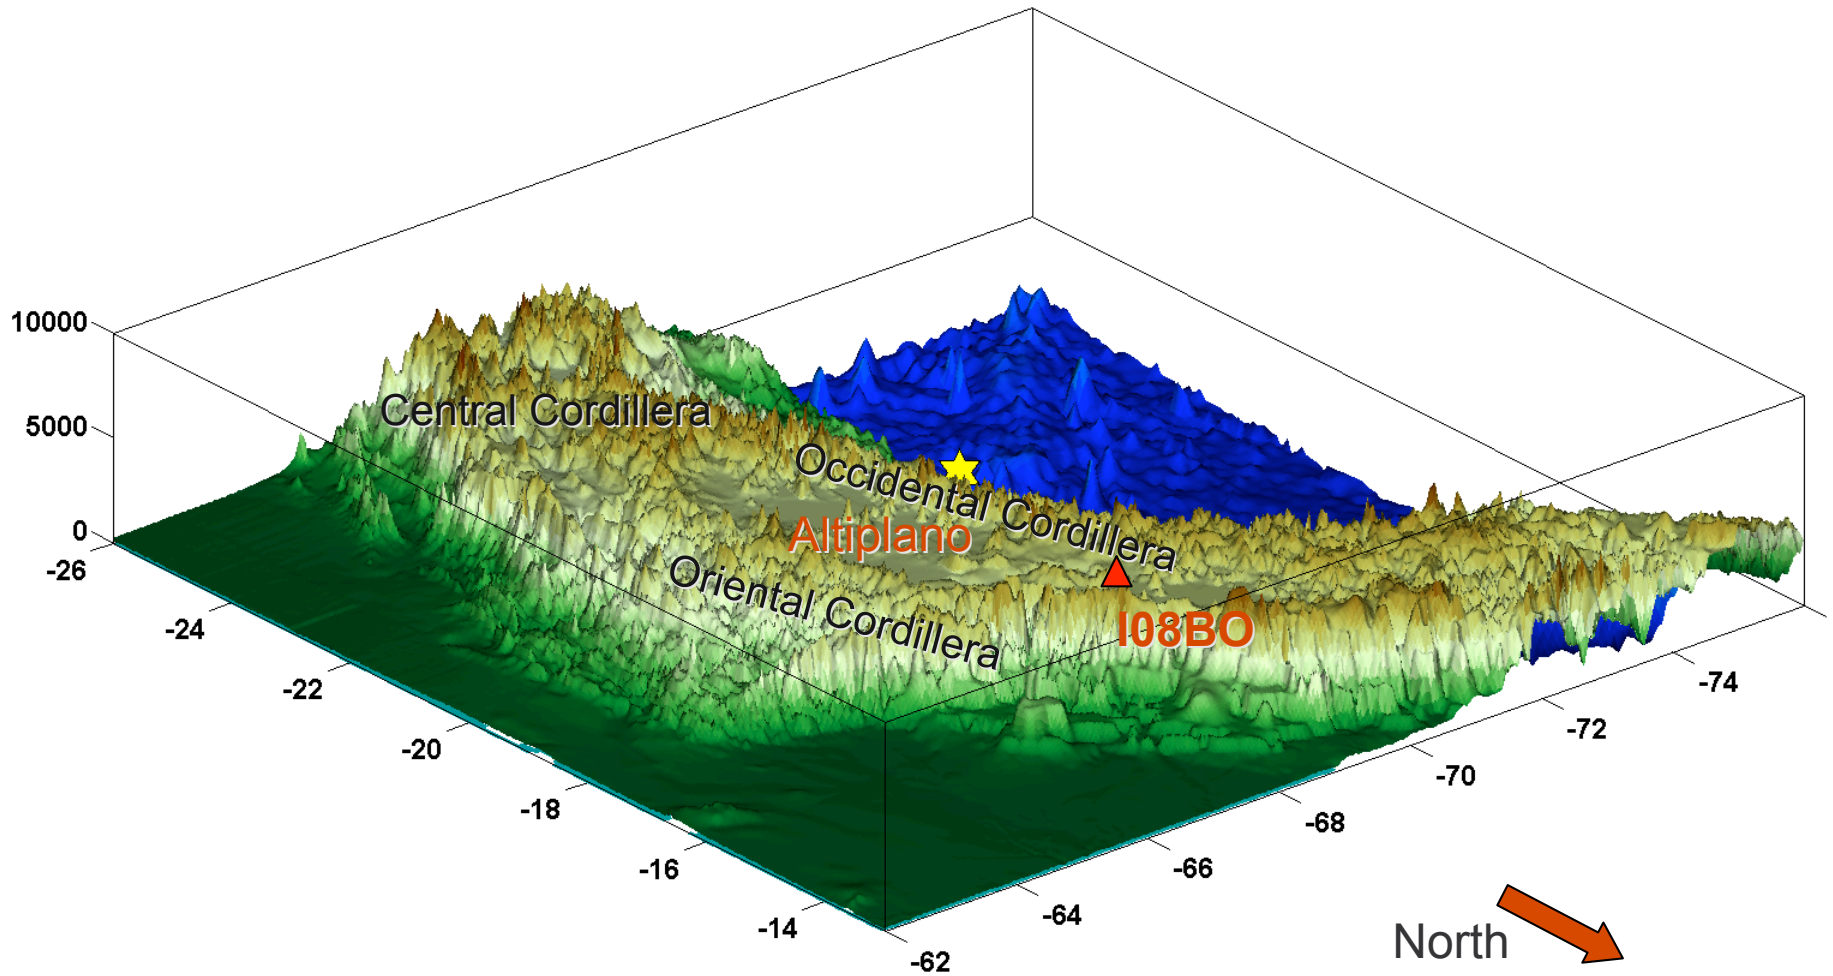 10000
5000
0
-26
-24
-22
-20
-18
-16
-14
-62
-64
-66
-68
-70
-72
-74
Central Cordillera
Occidental Cordillera
Altiplano
Oriental Cordillera
I08BO
North